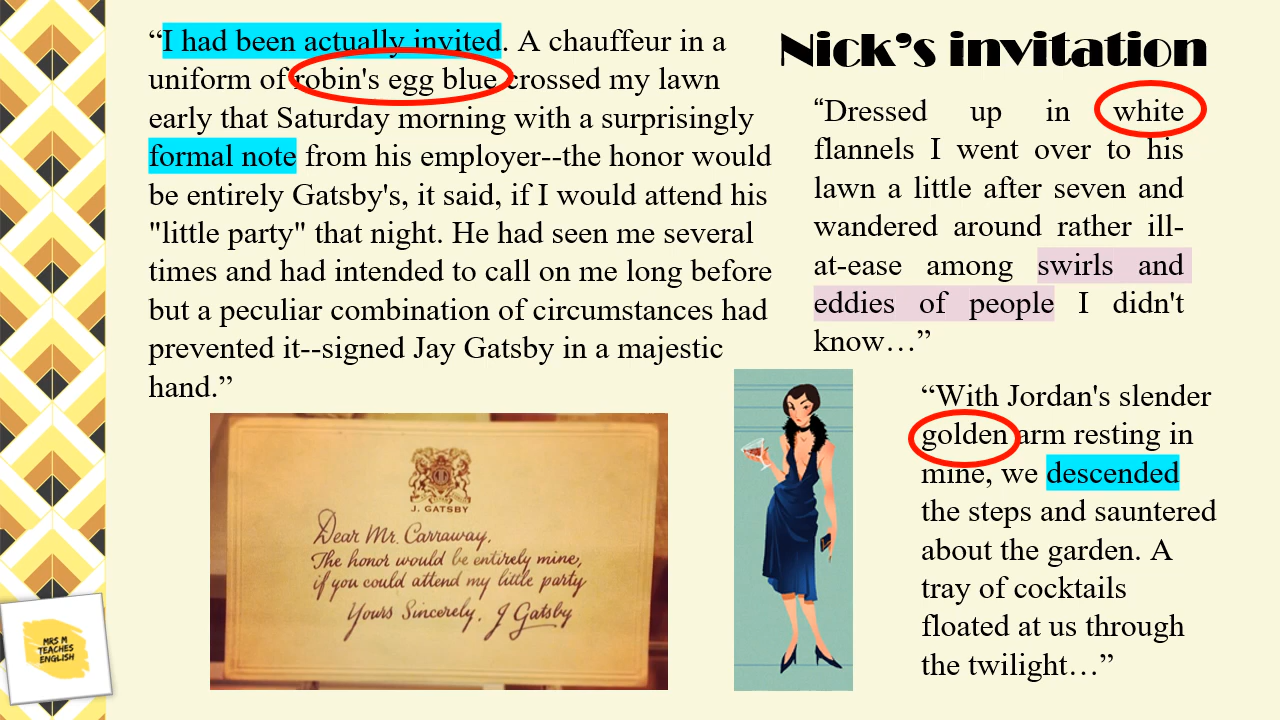 “I had been actually invited. A chauffeur in a
uniform of robin's egg blue crossed my lawn
early that Saturday morning with a surprisingly
formal note from his employer--the honor would
be entirely Gatsby's, it said, if I would attend his
"little party" that night. He had seen me several
times and had intended to call on me long before
but a peculiar combination of circumstances had
prevented it--signed Jay Gatsby in a majestic
hand.”
Nick’s invitation
“Dressed up in white
flannels I went over to his
lawn a little after seven and
wandered around rather ill-
at-ease among swirls and
eddies of people I didn't
know…”
J. GATSBY
Dear Mr. Carraway,
The honor would be entirely mine,
if you could attend my little party
Yours Sincerely, J Gatsby
“With Jordan's slender
golden arm resting in
mine, we descended
the steps and sauntered
about the garden. A
tray of cocktails
floated at us through
the twilight…”
MRS M
TEACHES
ENGLISH